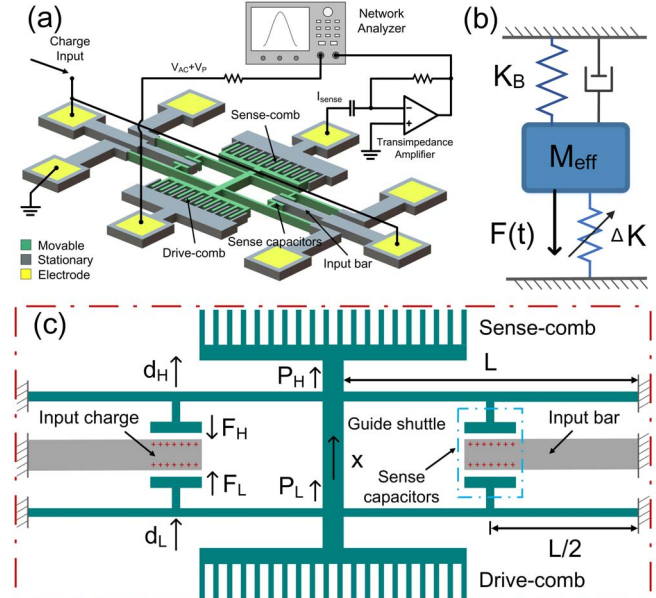 (a)
Charge
Input
Network
Analyzer
V_AC+V_P
I_sense
Transimpedance
Amplifier
Sense-comb
Drive-comb
Sense capacitors
Input bar
Movable
Stationary
Electrode
(b)
K_B
M_eff
F(t)
ΔK
(c)
Sense-comb
d_H
P_H
L
Input charge
F_H
Guide shuttle
Input bar
F_L
P_L
x
Sense
capacitors
d_L
L/2
Drive-comb